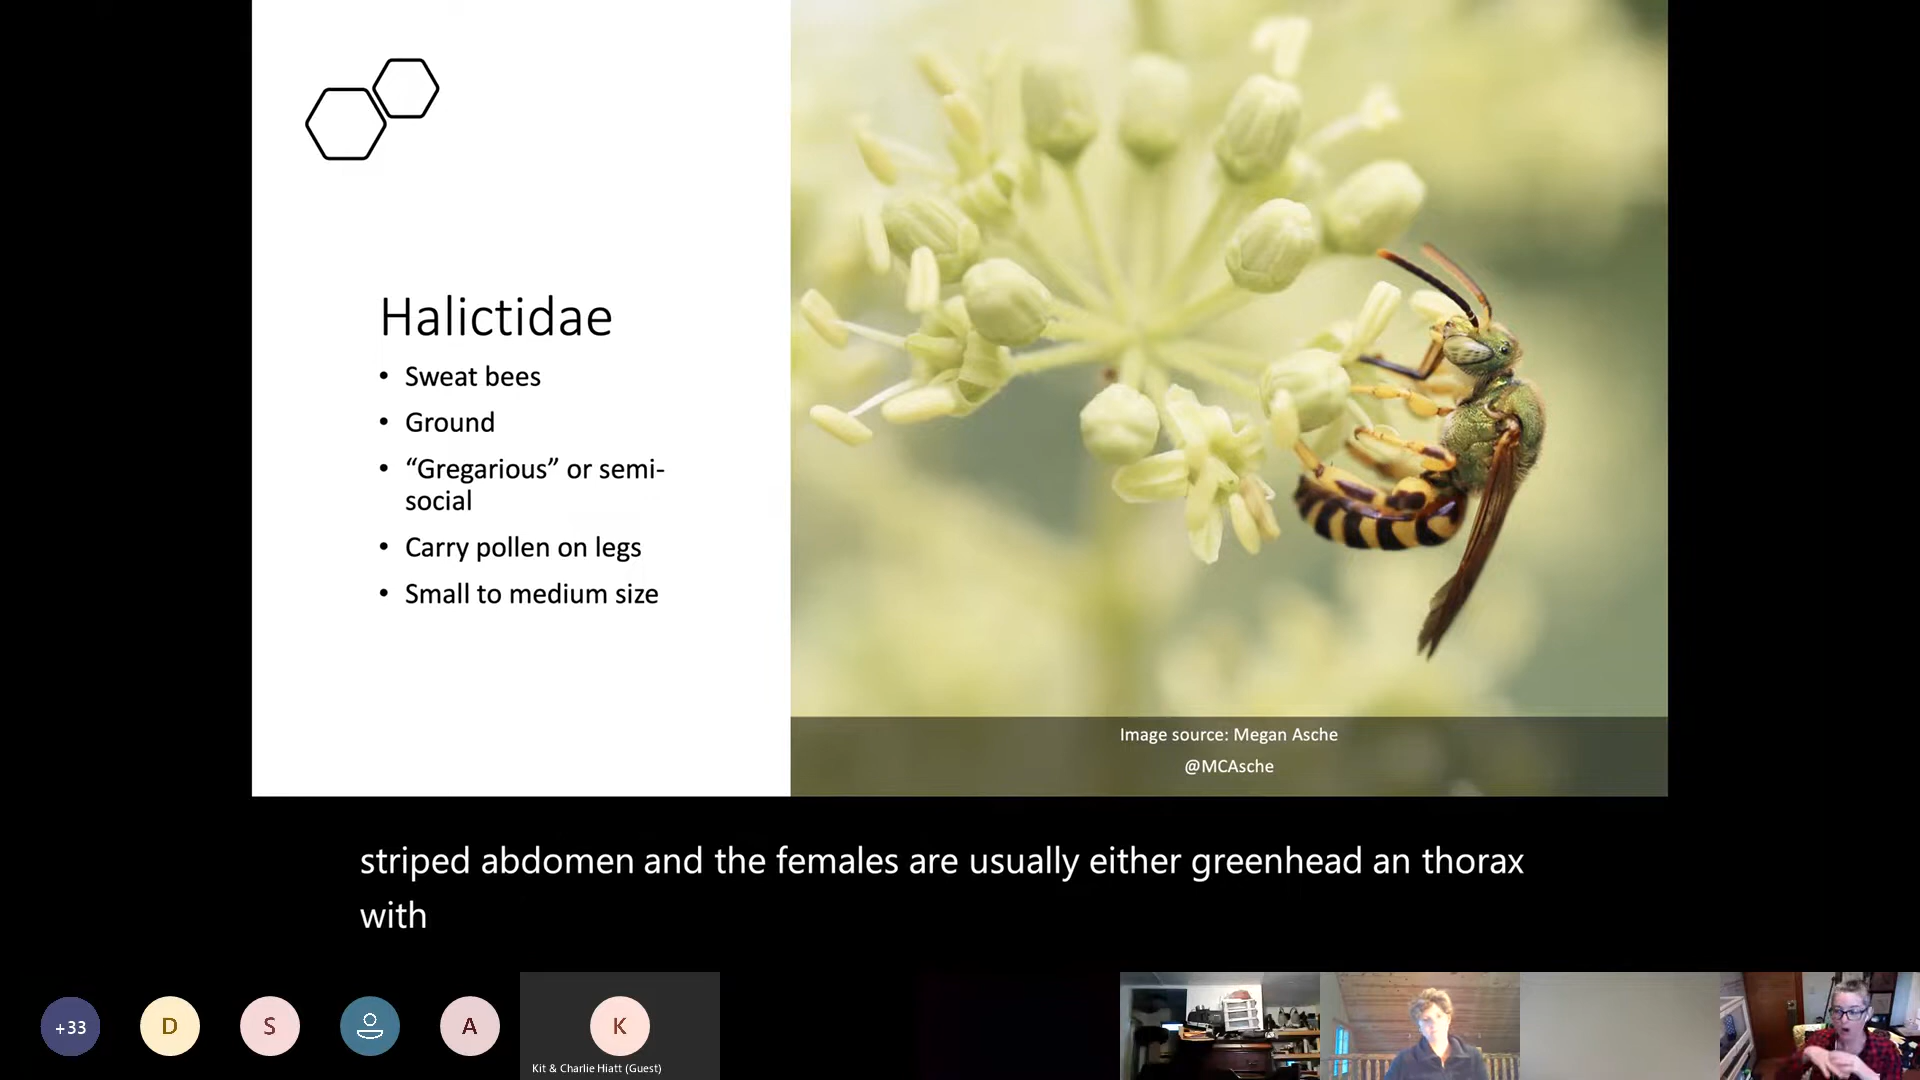 Halictidae
• Sweat bees
• Ground
• “Gregarious” or semi-
social
• Carry pollen on legs
• Small to medium size
Image source: Megan Asche
@MCAsche
striped abdomen and the females are usually either greenhead an thorax
with
+33
D
S
A
K
Kit & Charlie Hiatt (Guest)